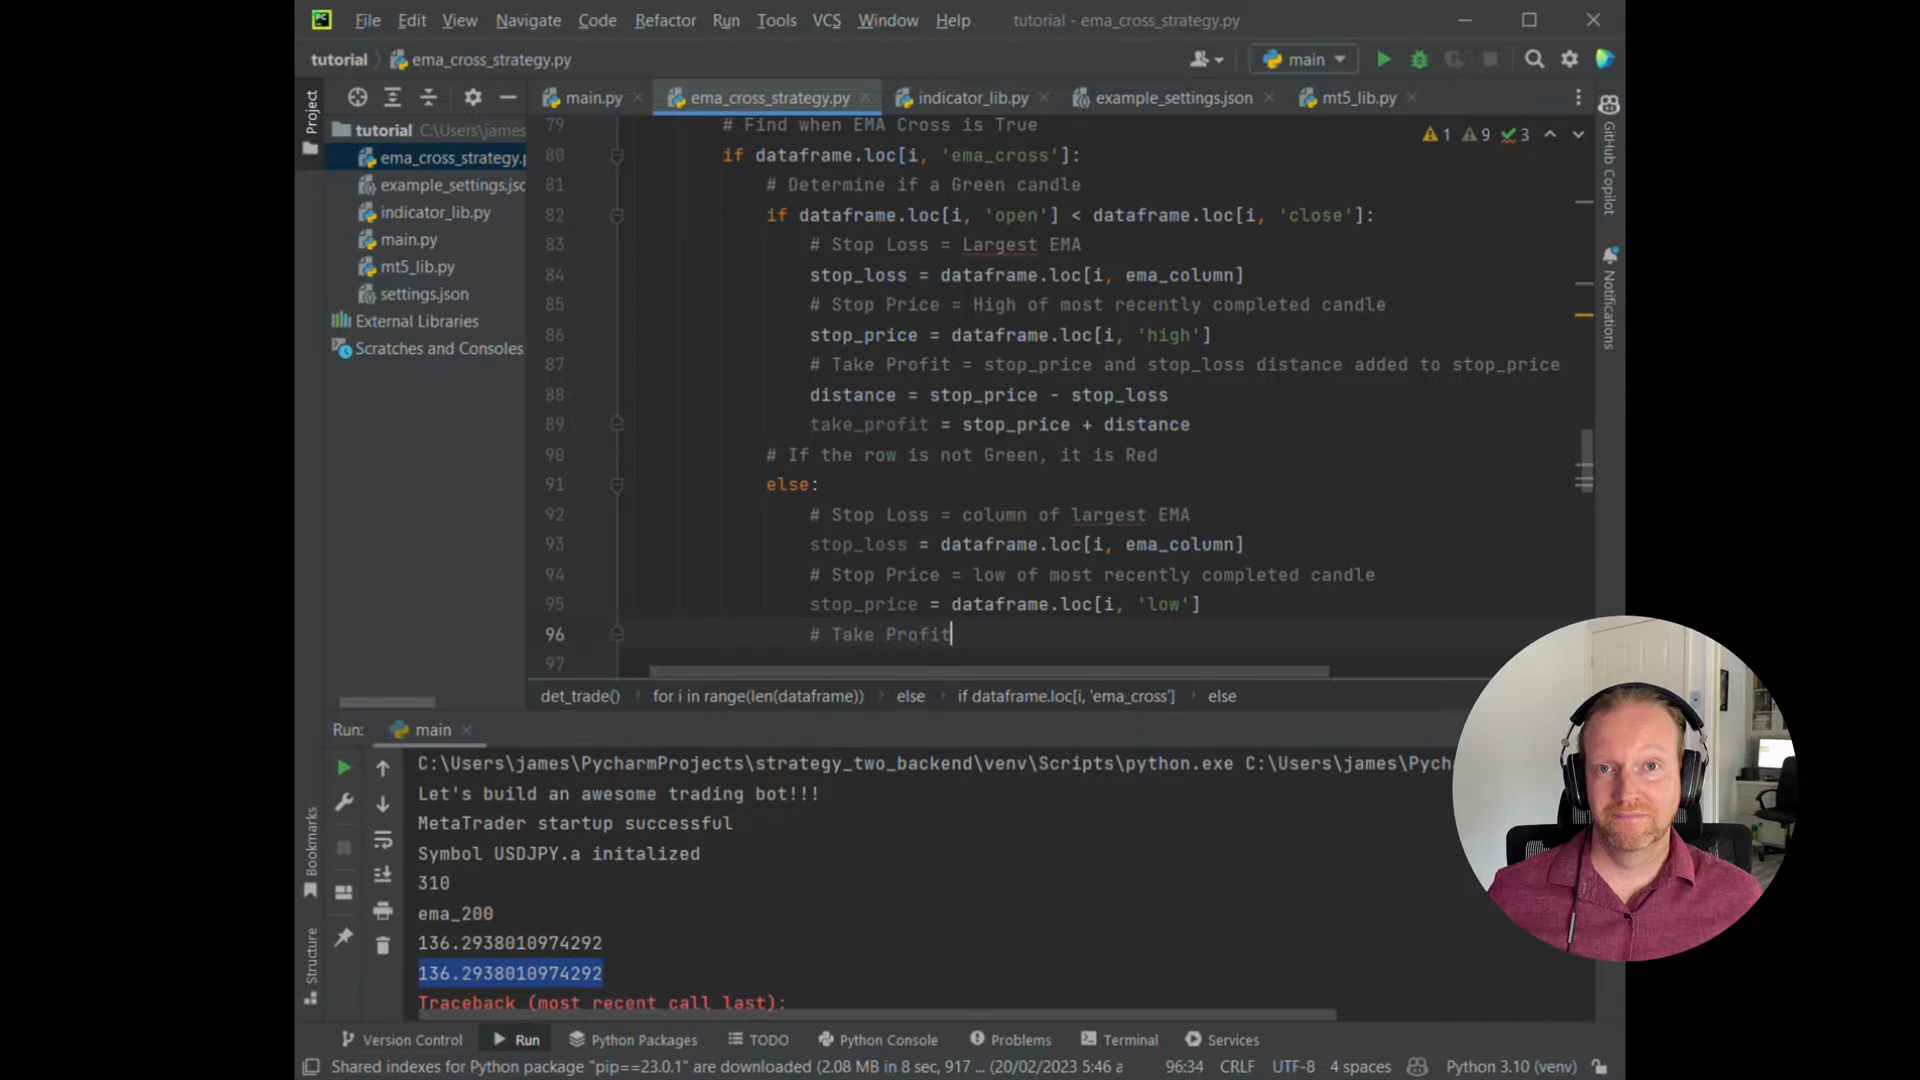 File Edit View Navigate Code Refactor Run Tools VCS Window Help tutorial - ema_cross_strategy.py
tutorial ema_cross_strategy.py main
Project
main.py ema_cross_strategy.py indicator_lib.py example_settings.json mt5_lib.py
tutorial C:\Users\james
ema_cross_strategy.p
example_settings.jsc
indicator_lib.py
main.py
mt5_lib.py
settings.json
External Libraries
Scratches and Consoles
1 9 3
79 # Find when EMA Cross is True
80 if dataframe.loc[i, 'ema_cross']:
81 # Determine if a Green candle
82 if dataframe.loc[i, 'open'] < dataframe.loc[i, 'close']:
83 # Stop Loss = Largest EMA
84 stop_loss = dataframe.loc[i, ema_column]
85 # Stop Price = High of most recently completed candle
86 stop_price = dataframe.loc[i, 'high']
87 # Take Profit = stop_price and stop_loss distance added to stop_price
88 distance = stop_price - stop_loss
89 take_profit = stop_price + distance
90 # If the row is not Green, it is Red
91 else:
92 # Stop Loss = column of largest EMA
93 stop_loss = dataframe.loc[i, ema_column]
94 # Stop Price = low of most recently completed candle
95 stop_price = dataframe.loc[i, 'low']
96 # Take Profit
97
GitHub Copilot
Notifications
det_trade() for i in range(len(dataframe)) else if dataframe.loc[i, 'ema_cross'] else
Run: main
C:\Users\james\PycharmProjects\strategy_two_backend\venv\Scripts\python.exe C:\Users\james\Pych
Let's build an awesome trading bot!!!
MetaTrader startup successful
Symbol USDJPY.a initalized
310
ema_200
136.2938010974292
136.2938010974292
Traceback (most recent call last):
Bookmarks
Structure
Version Control Run Python Packages TODO Python Console Problems Terminal Services
Shared indexes for Python package "pip==23.0.1" are downloaded (2.08 MB in 8 sec, 917 ... (20/02/2023 5:46 a 96:34 CRLF UTF-8 4 spaces Python 3.10 (venv)